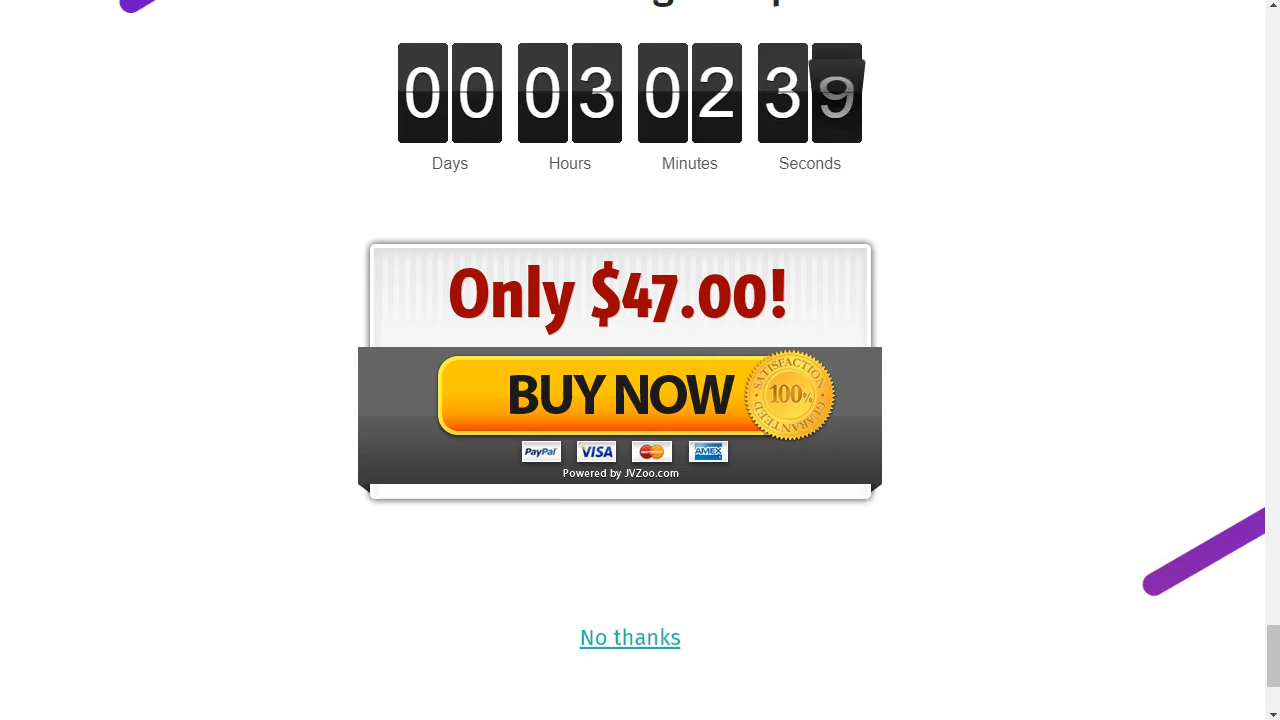 00 03 02 39
Days Hours Minutes Seconds
Only $47.00!
BUY NOW
SATISFACTION
100%
GUARANTEED
PayPal VISA MasterCard AMEX
Powered by JVZoo.com
No thanks